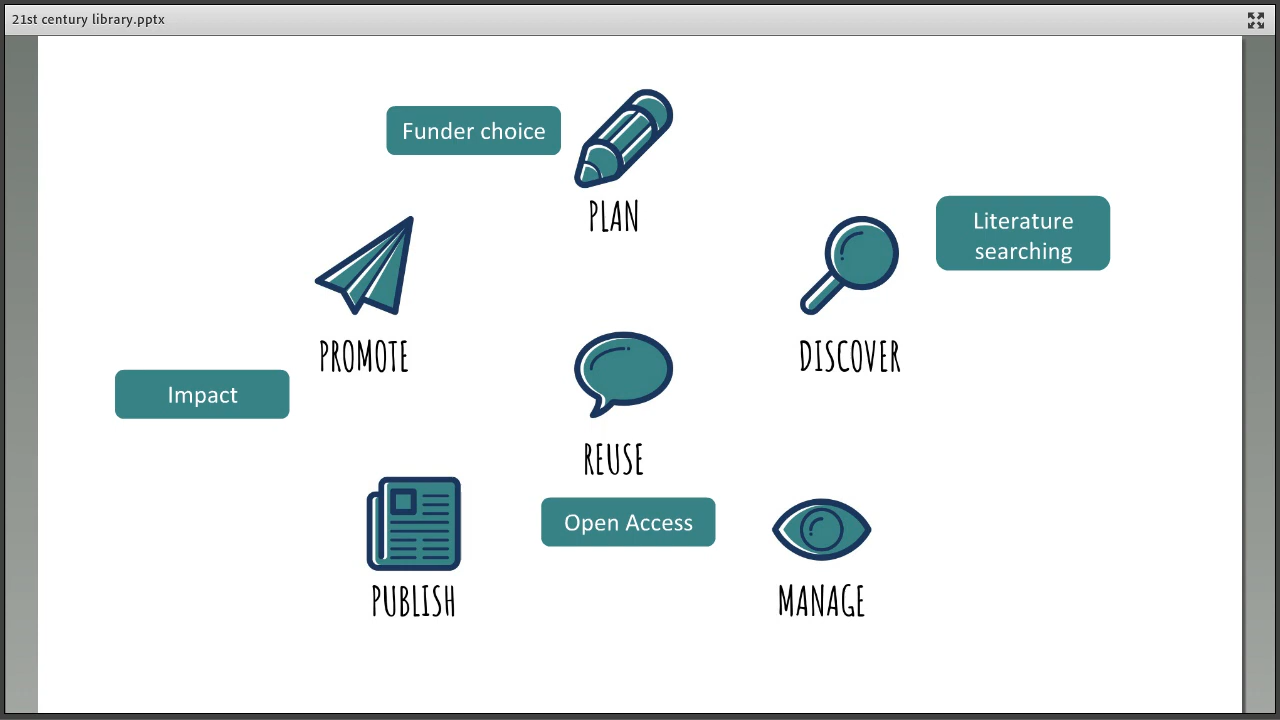 21st century library.pptx
Funder choice
PLAN
Literature
searching
PROMOTE
DISCOVER
Impact
REUSE
Open Access
PUBLISH
MANAGE